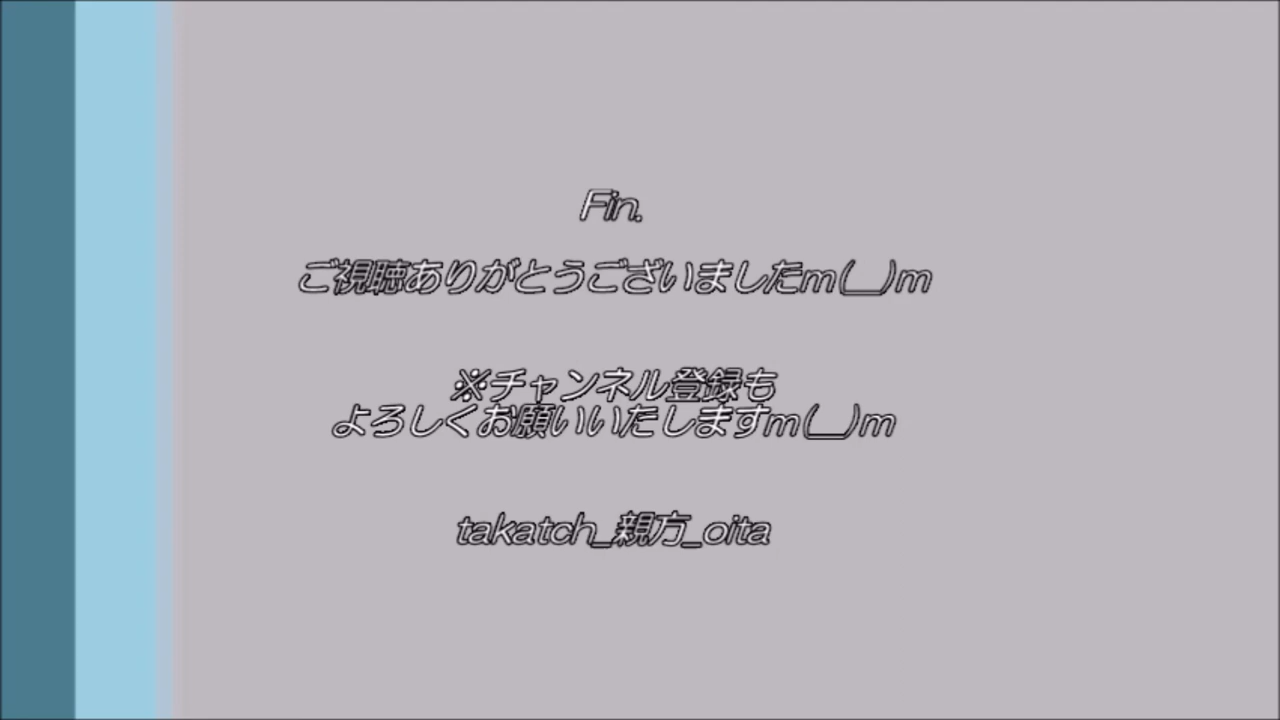 Fin.
ご視聴ありがとうございましたm(__)m
※チャンネル登録も
よろしくお願いいたしますm(__)m
takatch_親方_oita